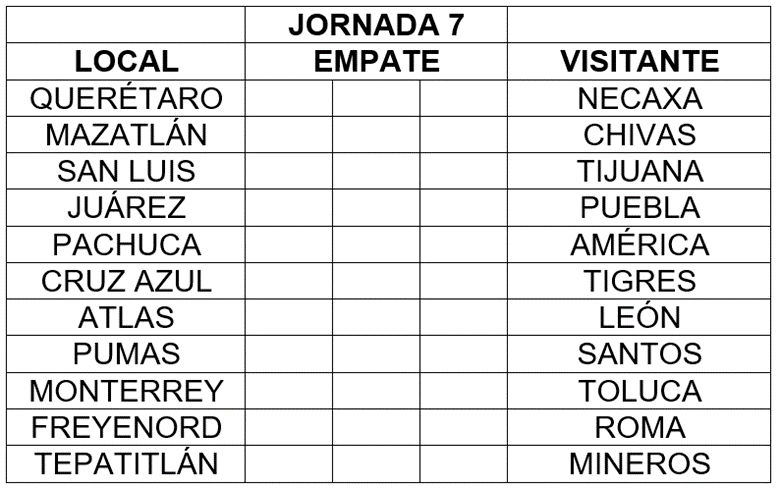 JORNADA 7
LOCAL EMPATE VISITANTE
QUERÉTARO NECAXA
MAZATLÁN CHIVAS
SAN LUIS TIJUANA
JUÁREZ PUEBLA
PACHUCA AMÉRICA
CRUZ AZUL TIGRES
ATLAS LEÓN
PUMAS SANTOS
MONTERREY TOLUCA
FREYENORD ROMA
TEPATITLÁN MINEROS